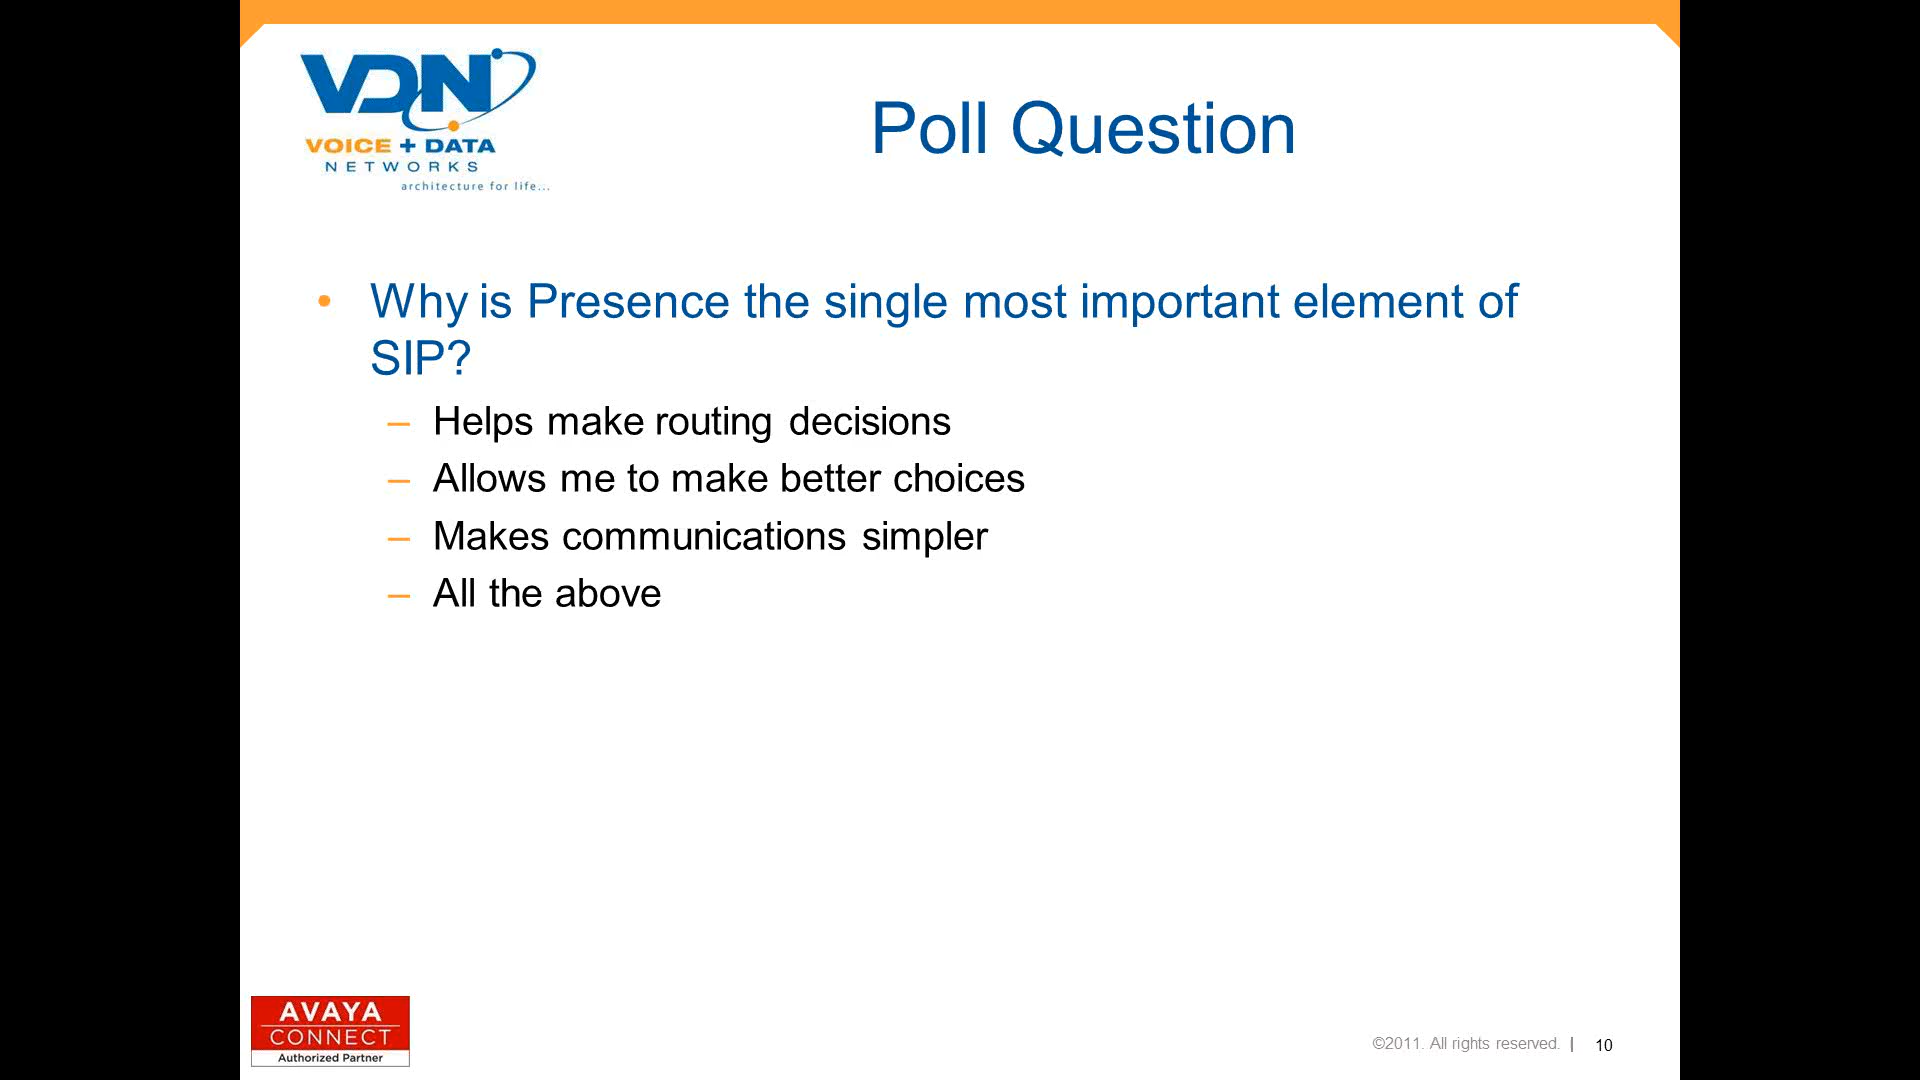 VDN
VOICE + DATA
NETWORKS
architecture for life...
Poll Question
• Why is Presence the single most important element of
SIP?
– Helps make routing decisions
– Allows me to make better choices
– Makes communications simpler
– All the above
AVAYA
CONNECT
Authorized Partner
©2011. All rights reserved. | 10